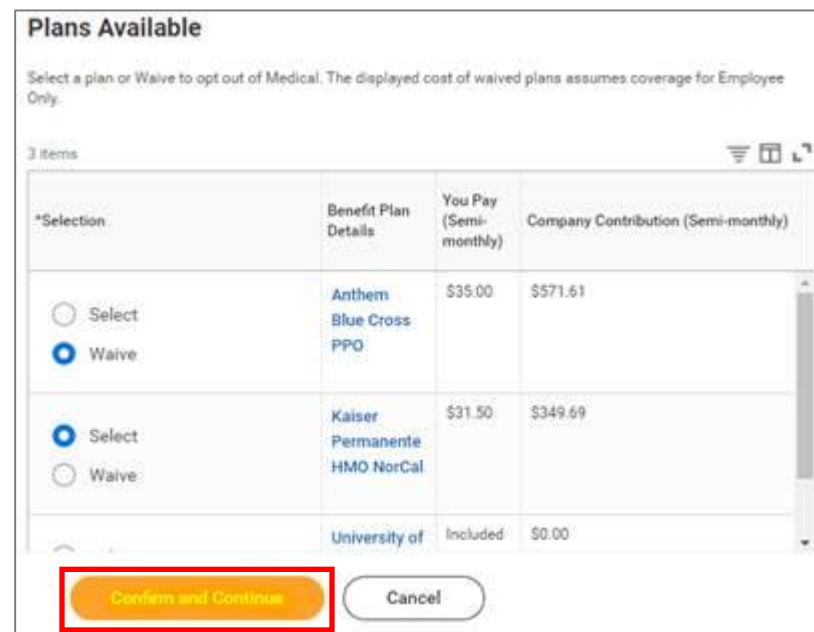 Plans Available
Select a plan or Waive to opt out of Medical. The displayed cost of waived plans assumes coverage for Employee
Only.
3 items
*Selection
Benefit Plan
Details
You Pay
(Semi-
monthly)
Company Contribution (Semi-monthly)
Select
Waive
Anthem
Blue Cross
PPO
$35.00
$571.61
Select
Waive
Kaiser
Permanente
HMO NorCal
$31.50
$349.69
University of
Included
$0.00
Confirm and Continue
Cancel